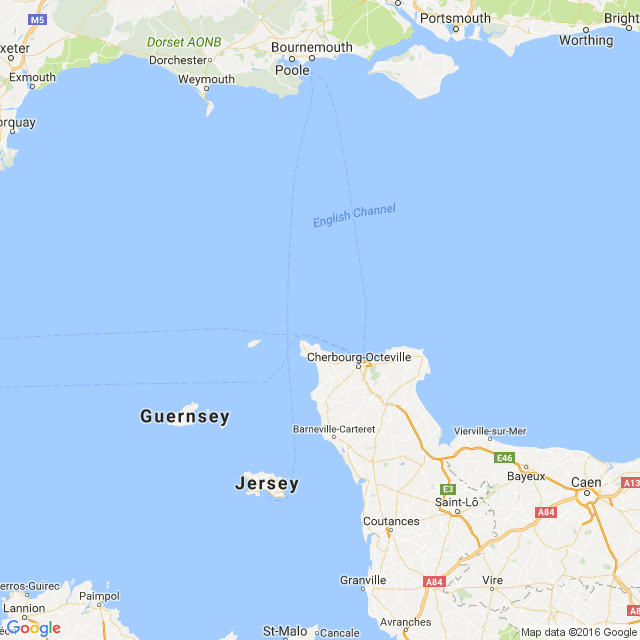 Portsmouth
Bright
M5
Dorset AONB
Worthing
xeter
Bournemouth
Dorchester
Poole
Exmouth
Weymouth
orquay
English Channel
Cherbourg-Octeville
Guernsey
Barneville-Carteret
Vierville-sur-Mer
E46
Bayeux
Jersey
E3
Caen
A13
Saint-Lô
A84
Coutances
Granville
A84
Vire
erros-Guirec
Paimpol
Lannion
A8
Avranches
Google
St-Malo
Cancale
Map data ©2016 Google